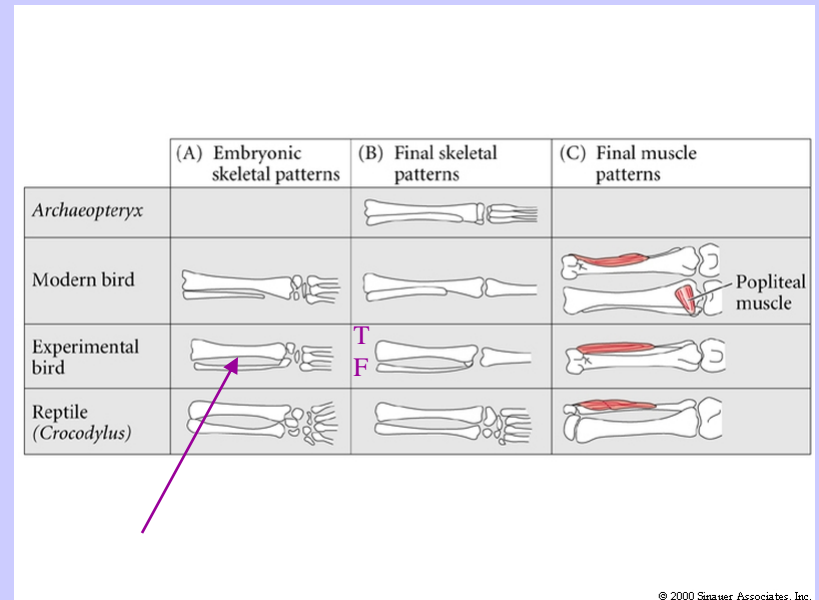 (A) Embryonic
skeletal patterns
(B) Final skeletal
patterns
(C) Final muscle
patterns
Archaeopteryx
Modern bird
Popliteal
muscle
Experimental
bird
T
F
Reptile
(Crocodylus)
© 2000 Sinauer Associates, Inc.